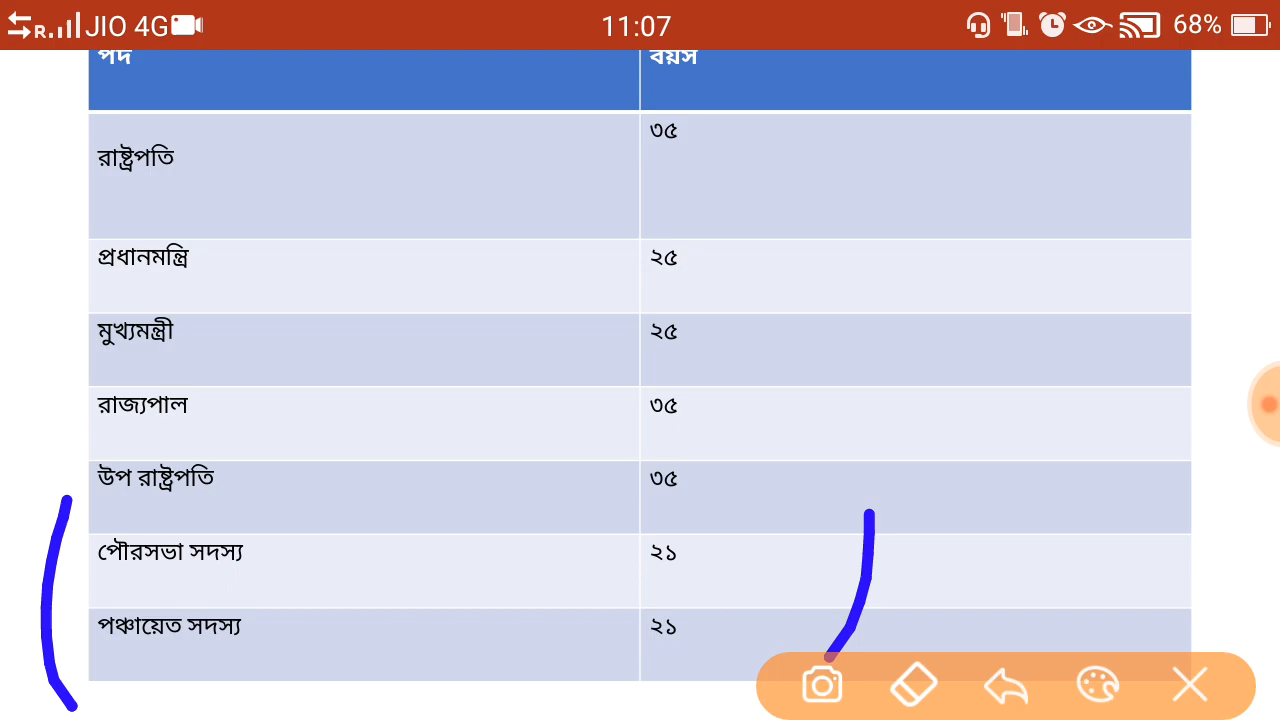 R JIO 4G 11:07 68%
পদ বয়স
রাষ্ট্রপতি ৩৫
প্রধানমন্ত্রি ২৫
মুখ্যমন্ত্রী ২৫
রাজ্যপাল ৩৫
উপ রাষ্ট্রপতি ৩৫
পৌরসভা সদস্য ২১
পঞ্চায়েত সদস্য ২১